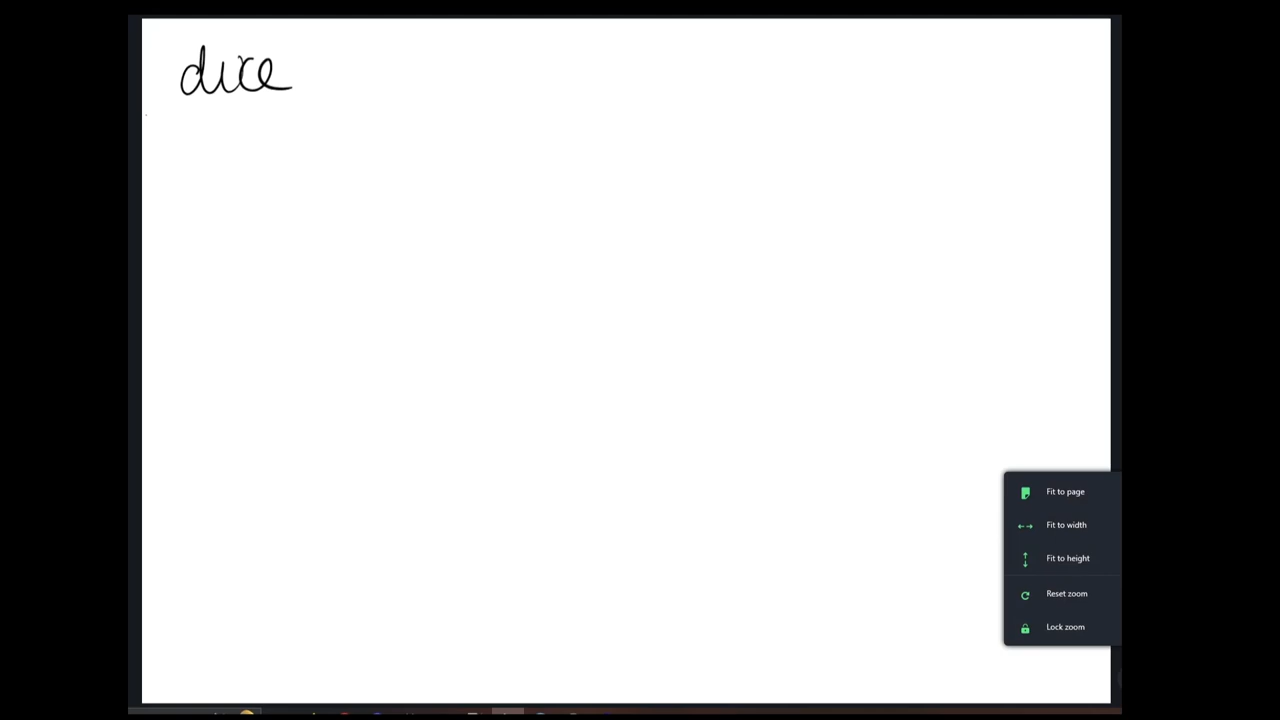 dice
Fit to page
Fit to width
Fit to height
Reset zoom
Lock zoom